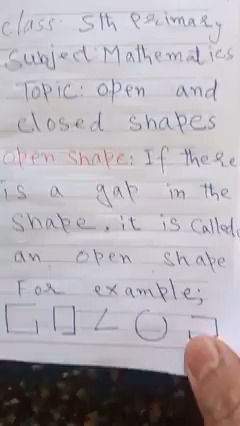 class: 5th primary
Subject Mathematics
Topic: open and
closed shapes
open shape: If there
is a gap in the
shape, it is called
an open shape
For example;